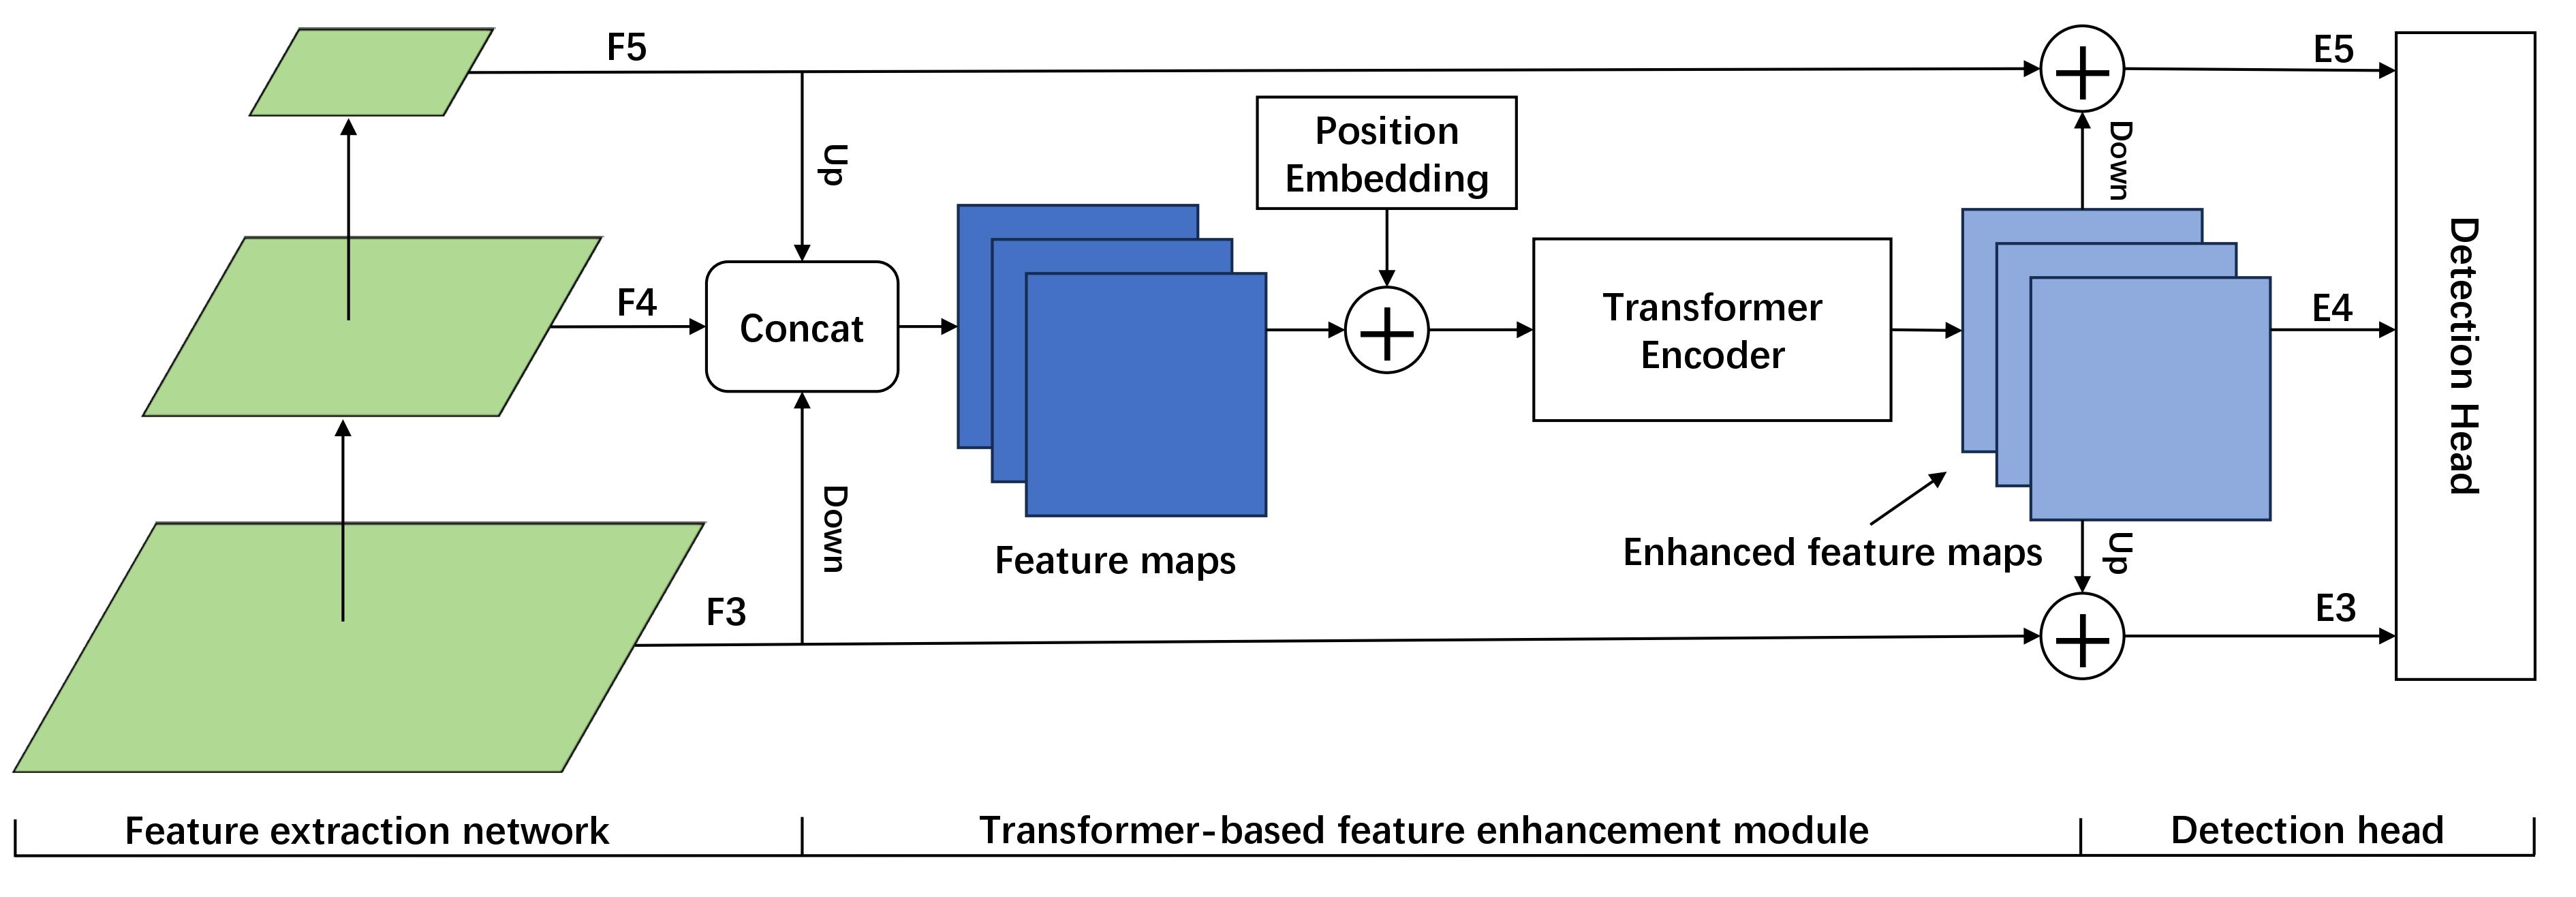 F5
E5
Position
Embedding
Up
Down
F4
Concat
Transformer
Encoder
E4
Detection Head
Down
Feature maps
Enhanced feature maps
Up
F3
E3
Feature extraction network
Transformer-based feature enhancement module
Detection head